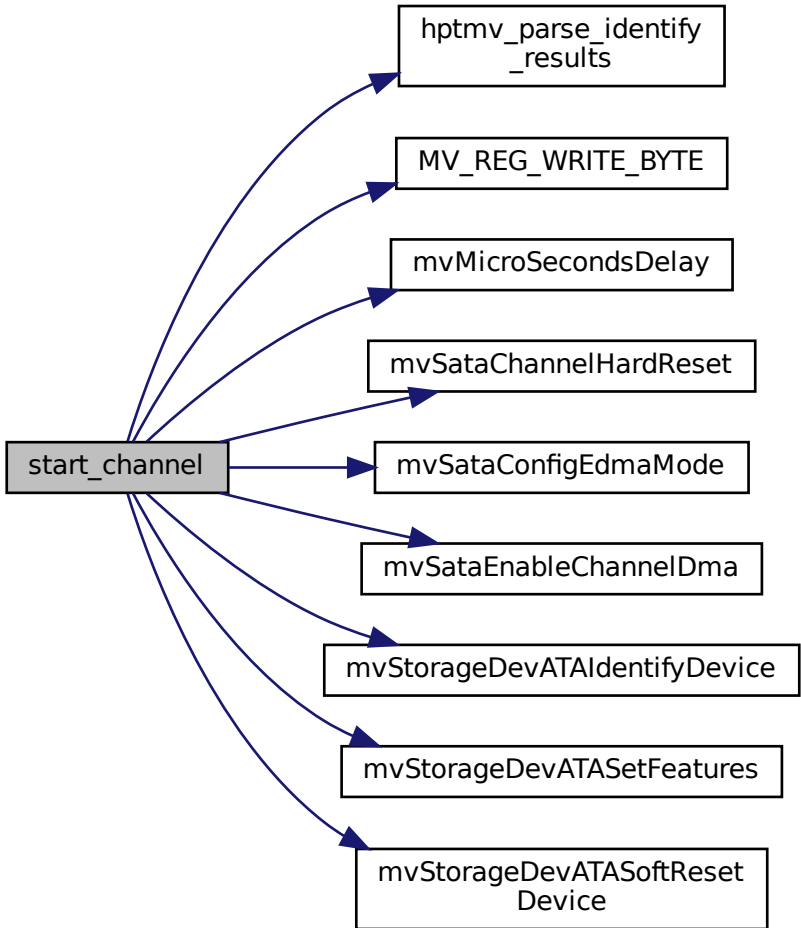 hptmv_parse_identify
_results
MV_REG_WRITE_BYTE
mvMicroSecondsDelay
mvSataChannelHardReset
start_channel
mvSataConfigEdmaMode
mvSataEnableChannelDma
mvStorageDevATAIdentifyDevice
mvStorageDevATASetFeatures
mvStorageDevATASoftReset
Device